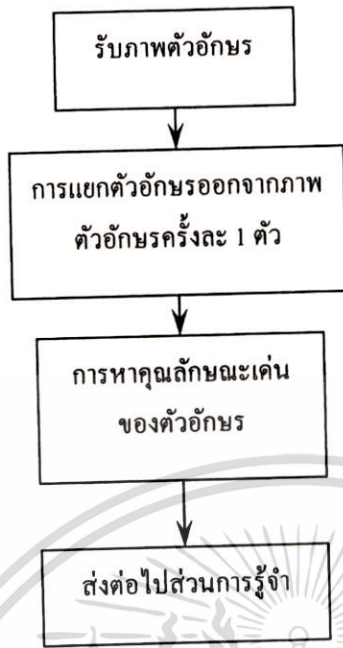 รับภาพตัวอักษร
การแยกตัวอักษรออกจากภาพ
ตัวอักษรครั้งละ 1 ตัว
การหาคุณลักษณะเด่น
ของตัวอักษร
ส่งต่อไปส่วนการรู้จำ